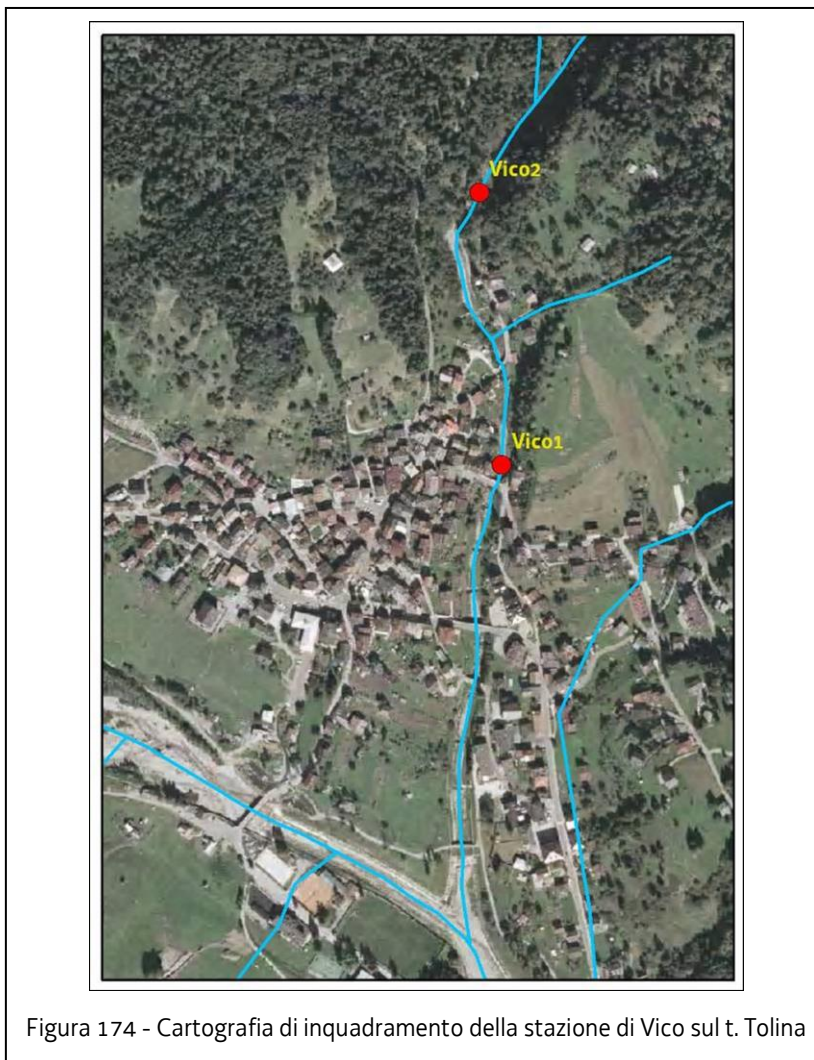 Vico2
Vico1
Figura 174 - Cartografia di inquadramento della stazione di Vico sul t. Tolina